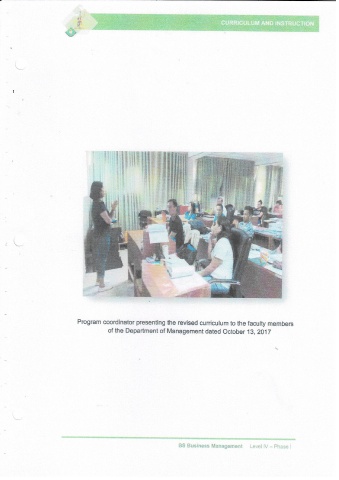 CURRICULUM AND INSTRUCTION
Program coordinator presenting the revised curriculum to the faculty members
of the Department of Management dated October 13, 2017
BS Business Management Level IV – Phase I